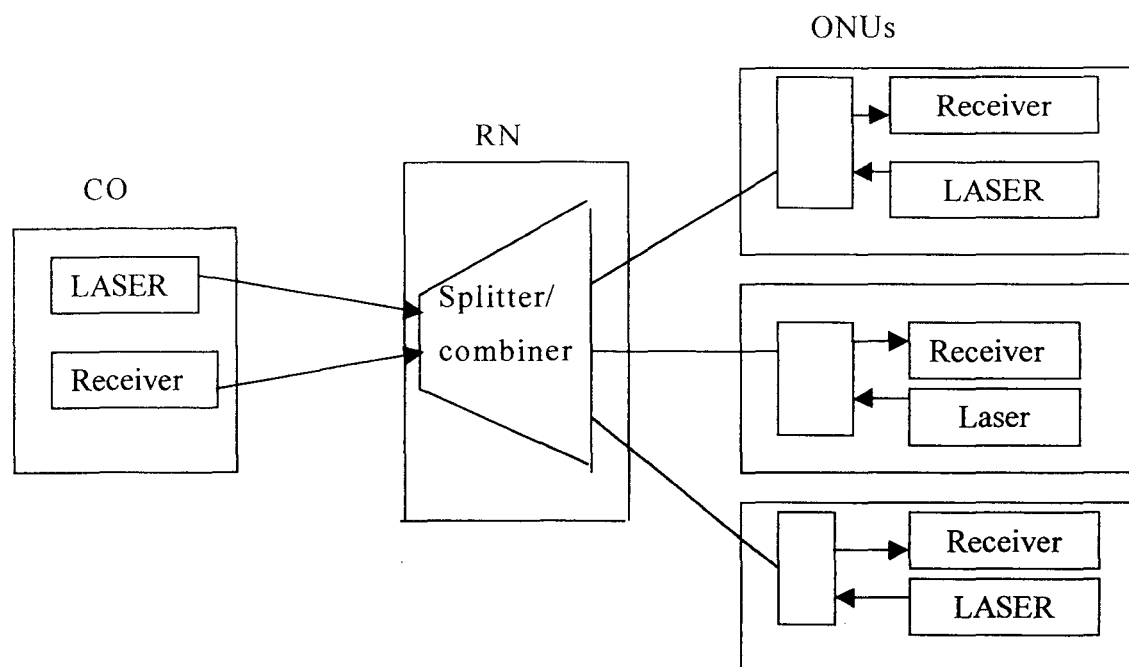 ONUs
RN
CO
LASER
Receiver
Splitter/
combiner
Receiver
LASER
Receiver
Laser
Receiver
LASER